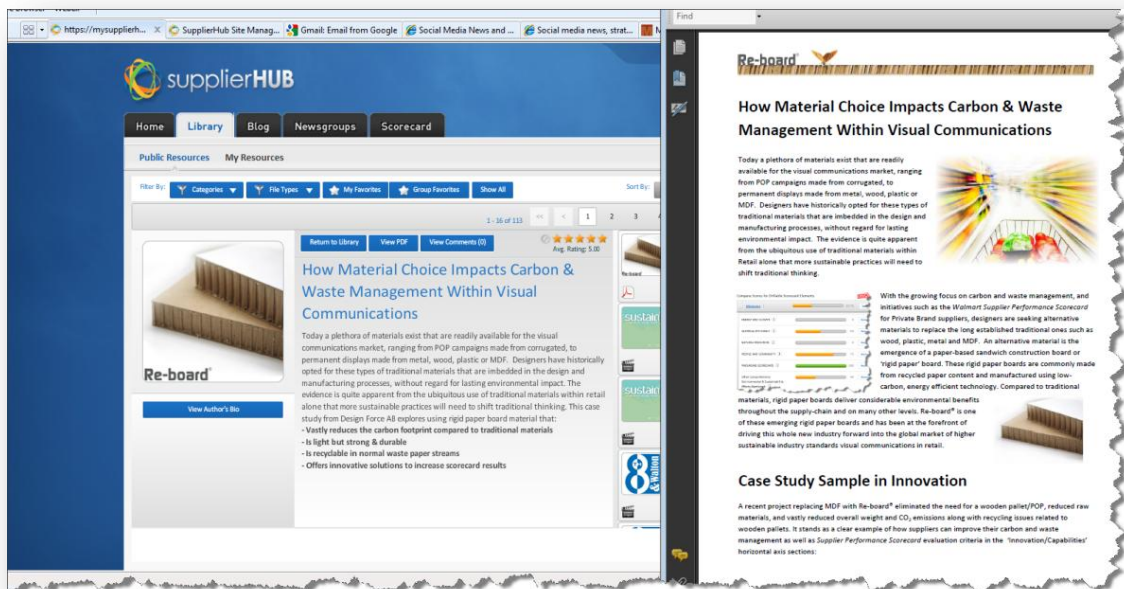 https://mysupplierh... x
SupplierHub Site Manag...
Gmail: Email from Google
Social Media News and ...
Social media news, strat...
supplierHUB
Home Library Blog Newsgroups Scorecard
Public Resources My Resources
Filter By: Categories File Types My Favorites Group Favorites Show All Sort By:
1 - 16 of 113 << < 1 2 3
Return to Library View PDF View Comments (0)
Avg. Rating: 5.00
How Material Choice Impacts Carbon &
Waste Management Within Visual
Communications
Today a plethora of materials exist that are readily available for the visual
communications market, ranging from POP campaigns made from corrugated, to
permanent displays made from metal, wood, plastic or MDF. Designers have historically
opted for these types of traditional materials that are imbedded in the design and
manufacturing processes, without regard for lasting environmental impact. The
evidence is quite apparent from the ubiquitous use of traditional materials within retail
alone that more sustainable practices will need to shift traditional thinking. This case
study from Design Force AB explores using rigid paper board material that:
- Vastly reduces the carbon footprint compared to traditional materials
- Is light but strong & durable
- Is recyclable in normal waste paper streams
- Offers innovative solutions to increase scorecard results
Re-board
View Author's Bio
Re-board
sustain
sustain
8
& Walton
Find
Re-board
How Material Choice Impacts Carbon & Waste
Management Within Visual Communications
Today a plethora of materials exist that are readily
available for the visual communications market, ranging
from POP campaigns made from corrugated, to
permanent displays made from metal, wood, plastic or
MDF. Designers have historically opted for these types of
traditional materials that are imbedded in the design and
manufacturing processes, without regard for lasting
environmental impact. The evidence is quite apparent
from the ubiquitous use of traditional materials within
Retail alone that more sustainable practices will need to
shift traditional thinking.
With the growing focus on carbon and waste management, and
initiatives such as the Walmart Supplier Performance Scorecard
for Private Brand suppliers, designers are seeking alternative
materials to replace the long established traditional ones such as
wood, plastic, metal and MDF. An alternative material is the
emergence of a paper-based sandwich construction board or
'rigid paper' board. These rigid paper boards are commonly made
from recycled paper content and manufactured using low-
carbon, energy efficient technology. Compared to traditional
materials, rigid paper boards deliver considerable environmental benefits
throughout the supply-chain and on many other levels. Re-board® is one
of these emerging rigid paper boards and has been at the forefront of
driving this whole new industry forward into the global market of higher
sustainable industry standards visual communications in retail.
Case Study Sample in Innovation
A recent project replacing MDF with Re-board® eliminated the need for a wooden pallet/POP, reduced raw
materials, and vastly reduced overall weight and CO₂ emissions along with recycling issues related to
wooden pallets. It stands as a clear example of how suppliers can improve their carbon and waste
management as well as Supplier Performance Scorecard evaluation criteria in the 'Innovation/Capabilities'
horizontal axis sections: